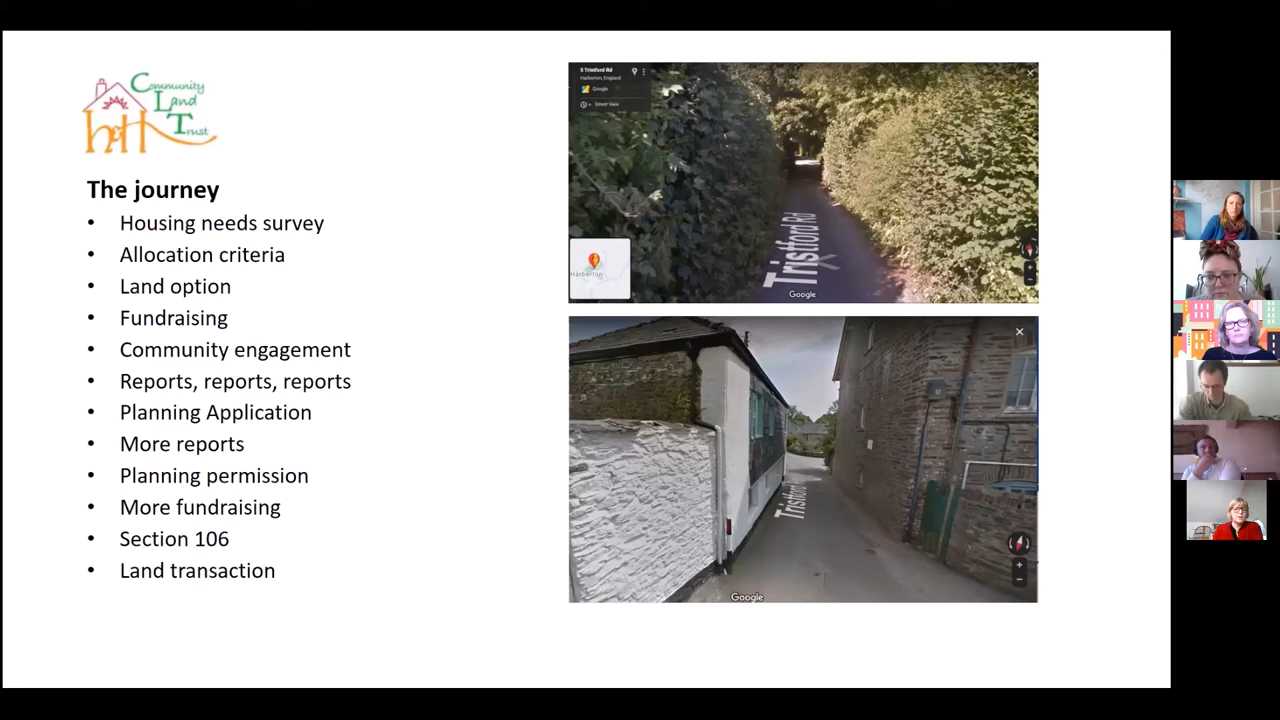 Community
Land
Trust
h&H
The journey
• Housing needs survey
• Allocation criteria
• Land option
• Fundraising
• Community engagement
• Reports, reports, reports
• Planning Application
• More reports
• Planning permission
• More fundraising
• Section 106
• Land transaction
5 Tristford Rd
Harberton, England
Google
Street View
Tristford Rd
Harberton
Google
Tristford
Google